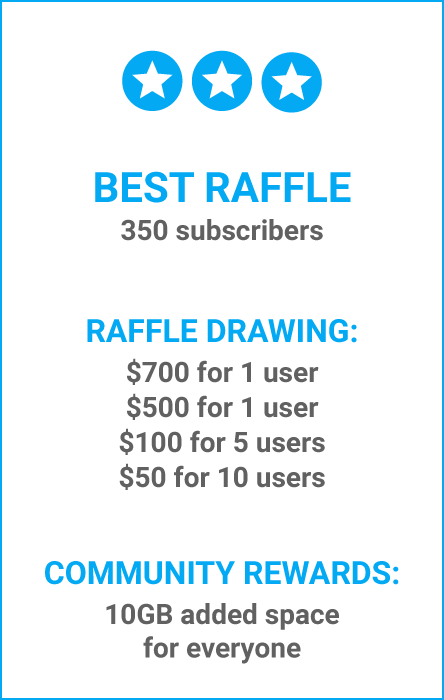 BEST RAFFLE
350 subscribers
RAFFLE DRAWING:
$700 for 1 user
$500 for 1 user
$100 for 5 users
$50 for 10 users
COMMUNITY REWARDS:
10GB added space
for everyone